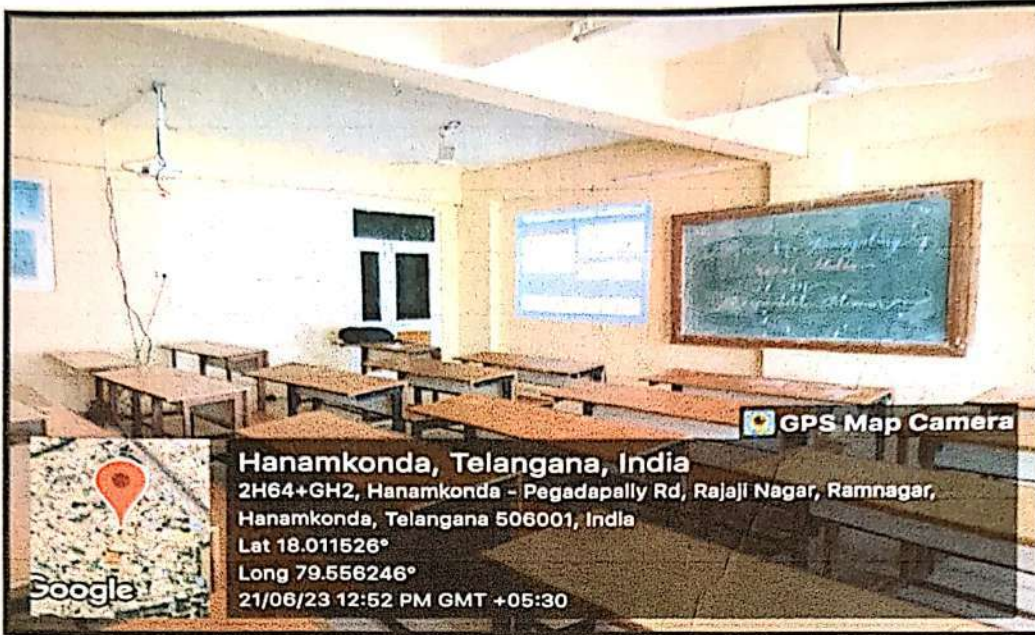 GPS Map Camera
Hanamkonda, Telangana, India
2H64+GH2, Hanamkonda - Pegadapally Rd, Rajaji Nagar, Ramnagar,
Hanamkonda, Telangana 506001, India
Lat 18.011526°
Long 79.556246°
21/06/23 12:52 PM GMT +05:30
Google